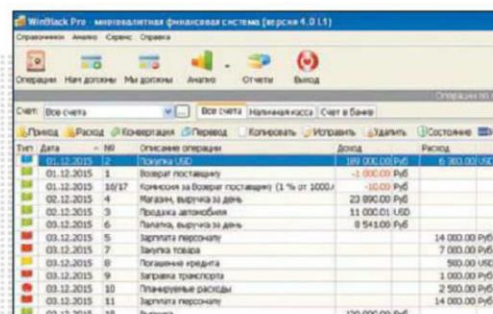 WinBlack Pro - многовалютная финансовая система (версия 4.0 L1)
Справочники Анализ Сервис Справка
Операции Нам должны Мы должны Анализ Отчеты Выход
Операции по
Счет: Все счета Все счета Наличная касса Счет в банке
Приход Расход Конвертация Перевод Копировать Исправить Удалить Состояние
Тип Дата № Описание операции Доход Расход
01.12.2015 2 Покупка USD 189 000.00 Руб 6 300.00 USD
01.12.2015 1 Возврат поставщику -1 000.00 Руб
01.12.2015 16/17 Комиссия за Возврат поставщику (1 % от 1000. -10.00 Руб
02.12.2015 4 Магазин, выручка за день 23 890.00 Руб
02.12.2015 3 Продажа автомобиля 11 000.01 USD
03.12.2015 6 Палатка, выручка за день 8 541.00 Руб
03.12.2015 5 Зарплата персоналу 14 000.00 Руб
03.12.2015 7 Закупка товара 7 000.00 Руб
03.12.2015 8 Погашение кредита 500.00 USD
03.12.2015 9 Заправка транспорта 1 000.00 Руб
03.12.2015 10 Планируемые расходы 2 500.00 Руб
03.12.2015 11 Зарплата персоналу 14 000.00 Руб